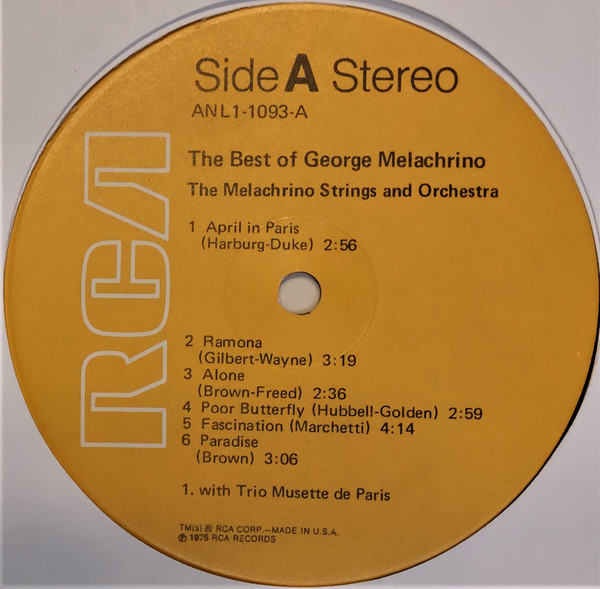 Side A Stereo
ANL1-1093-A
RCA
The Best of George Melachrino
The Melachrino Strings and Orchestra
1 April in Paris
(Harburg-Duke) 2:56
2 Ramona
(Gilbert-Wayne) 3:19
3 Alone
(Brown-Freed) 2:36
4 Poor Butterfly (Hubbell-Golden) 2:59
5 Fascination (Marchetti) 4:14
6 Paradise
(Brown) 3:06
1. with Trio Musette de Paris
TM(s) ® RCA CORP.—MADE IN U.S.A.
℗ 1975 RCA RECORDS